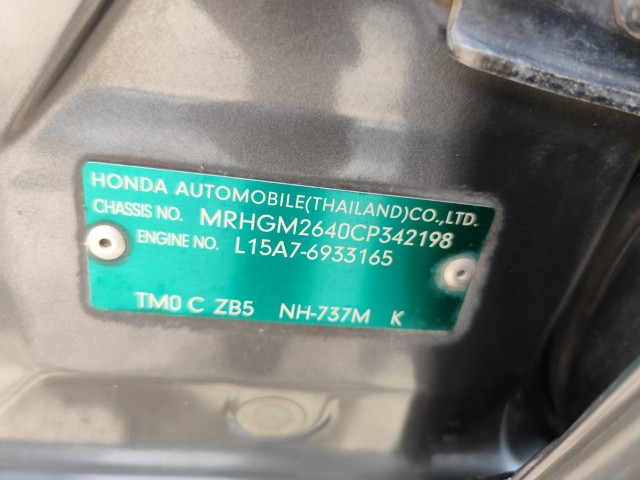 HONDA AUTOMOBILE(THAILAND)CO.,LTD.
CHASSIS NO. MRHGM2640CP342198
ENGINE NO. L15A7-6933165
TM0 C ZB5 NH-737M K